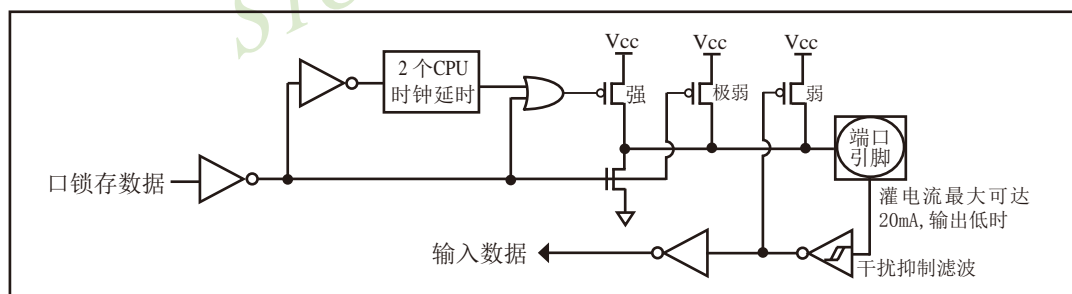 Vcc
Vcc
Vcc
2 个CPU
时钟延时
强
极弱
弱
端口
引脚
口锁存数据
灌电流最大可达
20mA,输出低时
输入数据
干扰抑制滤波